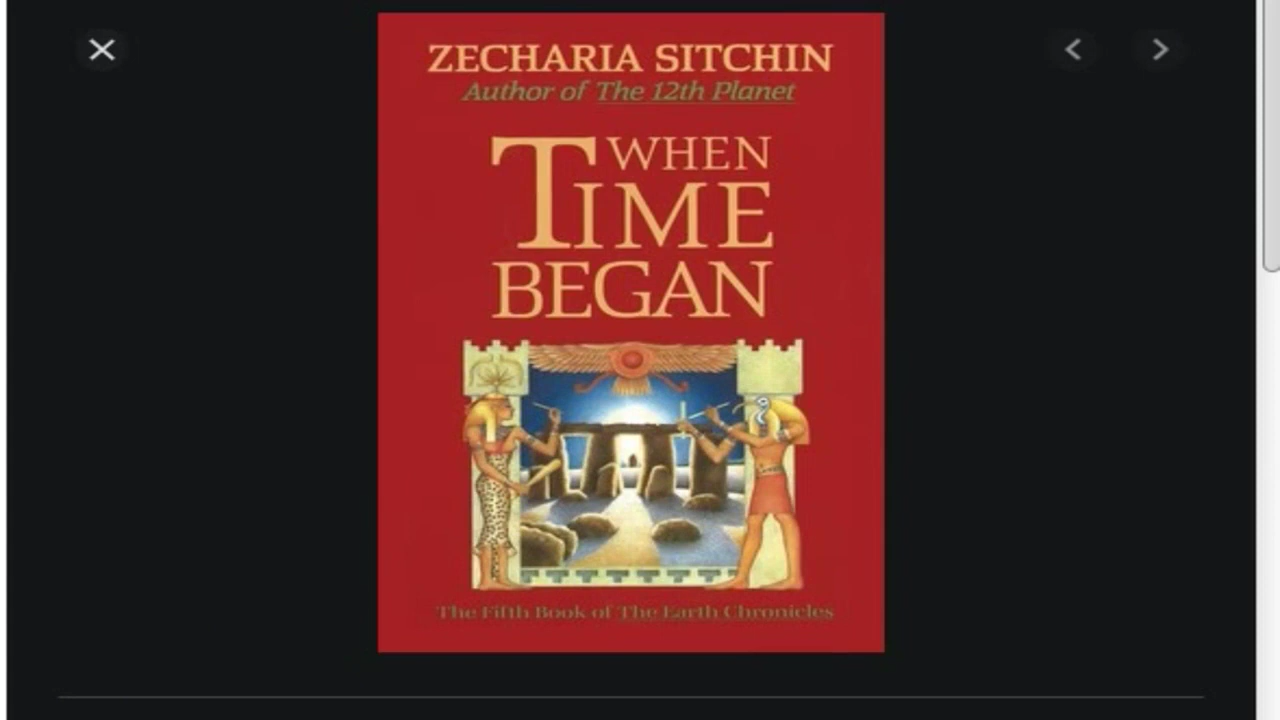 ZECHARIA SITCHIN
Author of The 12th Planet
WHEN
TIME
BEGAN
The Fifth Book of The Earth Chronicles